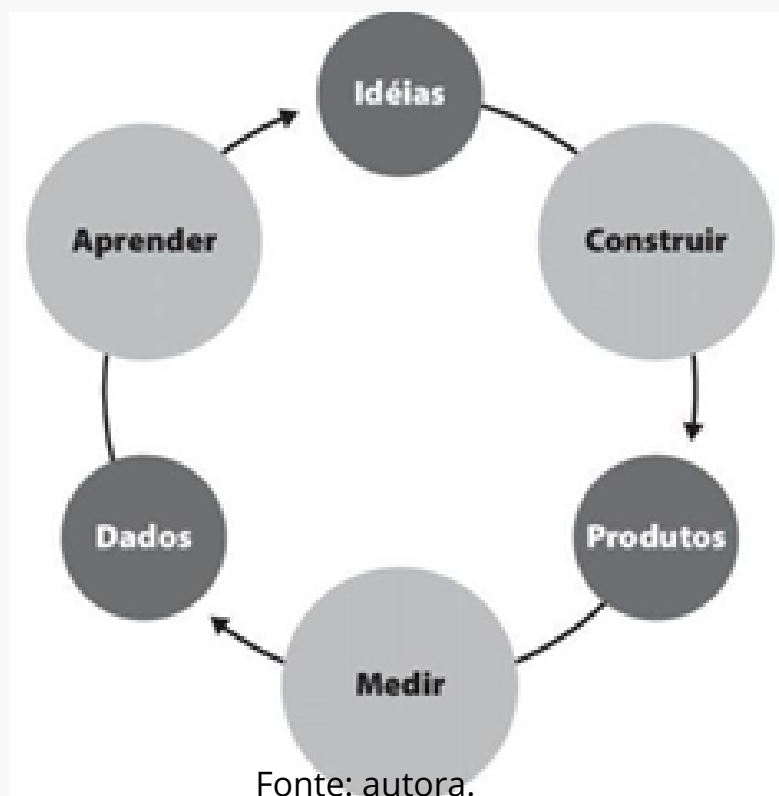 Idéias
Aprender
Construir
Dados
Produtos
Medir
Fonte: autora.